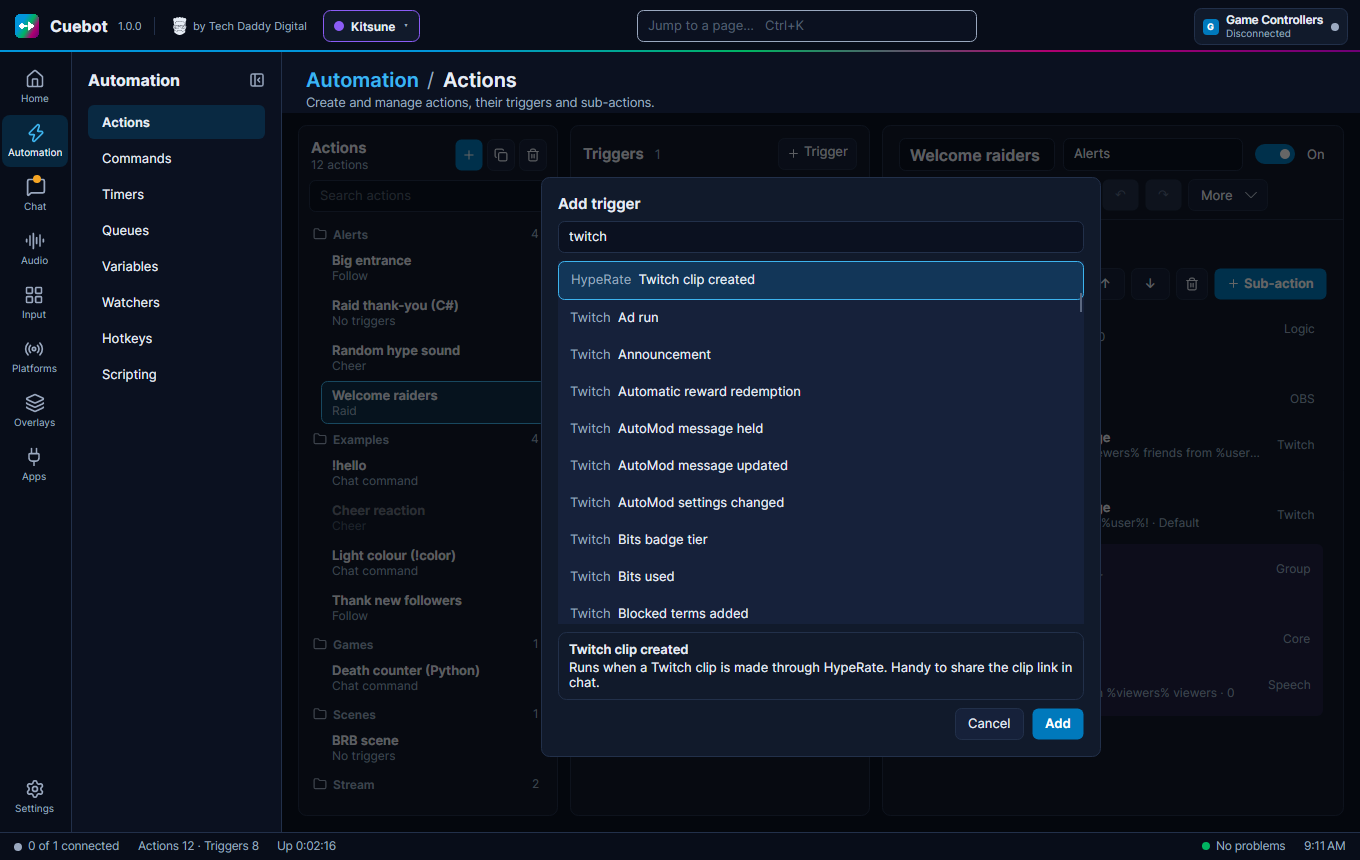 Cuebot 1.0.0 by Tech Daddy Digital Kitsune
Jump to a page... Ctrl+K
G Game Controllers
Disconnected
Home
Automation
Chat
Audio
Input
Platforms
Overlays
Apps
Settings
Automation
Actions
Commands
Timers
Queues
Variables
Watchers
Hotkeys
Scripting
Automation / Actions
Create and manage actions, their triggers and sub-actions.
Actions
12 actions
Search actions
Alerts 4
Big entrance
Follow
Raid thank-you (C#)
No triggers
Random hype sound
Cheer
Welcome raiders
Raid
Examples 4
!hello
Chat command
Cheer reaction
Cheer
Light colour (!color)
Chat command
Thank new followers
Follow
Games 1
Death counter (Python)
Chat command
Scenes 1
BRB scene
No triggers
Stream 2
Triggers 1
+ Trigger
Welcome raiders Alerts On
More
+ Sub-action
Logic
OBS
Twitch
wers% friends from %user...
Twitch
%user%! · Default
Group
Core
Speech
%viewers% viewers · 0
Add trigger
twitch
HypeRate Twitch clip created
Twitch Ad run
Twitch Announcement
Twitch Automatic reward redemption
Twitch AutoMod message held
Twitch AutoMod message updated
Twitch AutoMod settings changed
Twitch Bits badge tier
Twitch Bits used
Twitch Blocked terms added
Twitch clip created
Runs when a Twitch clip is made through HypeRate. Handy to share the clip link in
chat.
Cancel Add
0 of 1 connected Actions 12 · Triggers 8 Up 0:02:16
No problems 9:11 AM